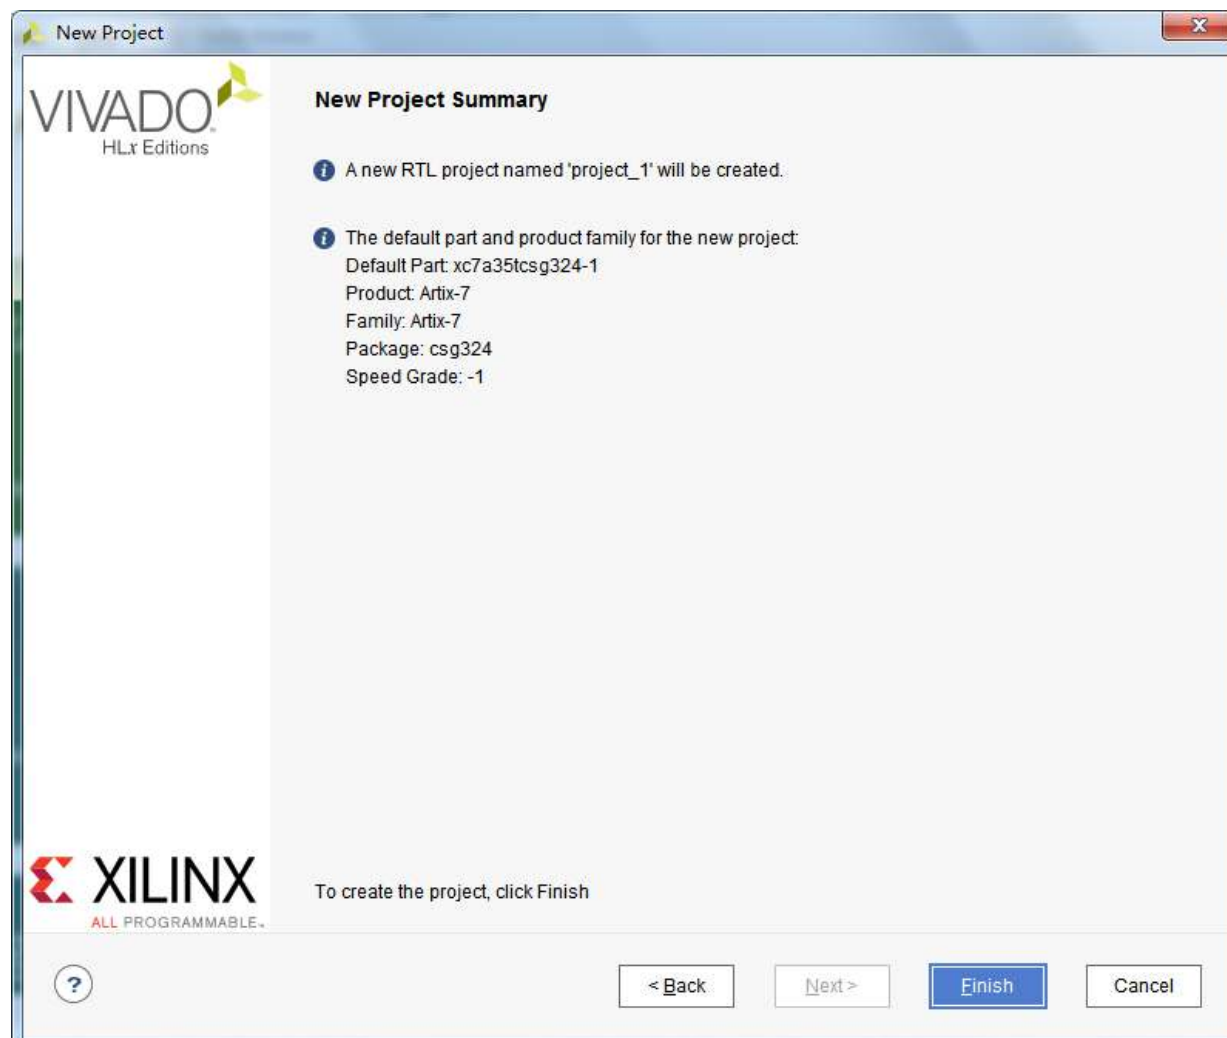 New Project
VIVADO.
HLx Editions
New Project Summary
A new RTL project named 'project_1' will be created.
The default part and product family for the new project:
Default Part: xc7a35tcsg324-1
Product: Artix-7
Family: Artix-7
Package: csg324
Speed Grade: -1
XILINX
ALL PROGRAMMABLE™
To create the project, click Finish
?
< Back
Next >
Finish
Cancel